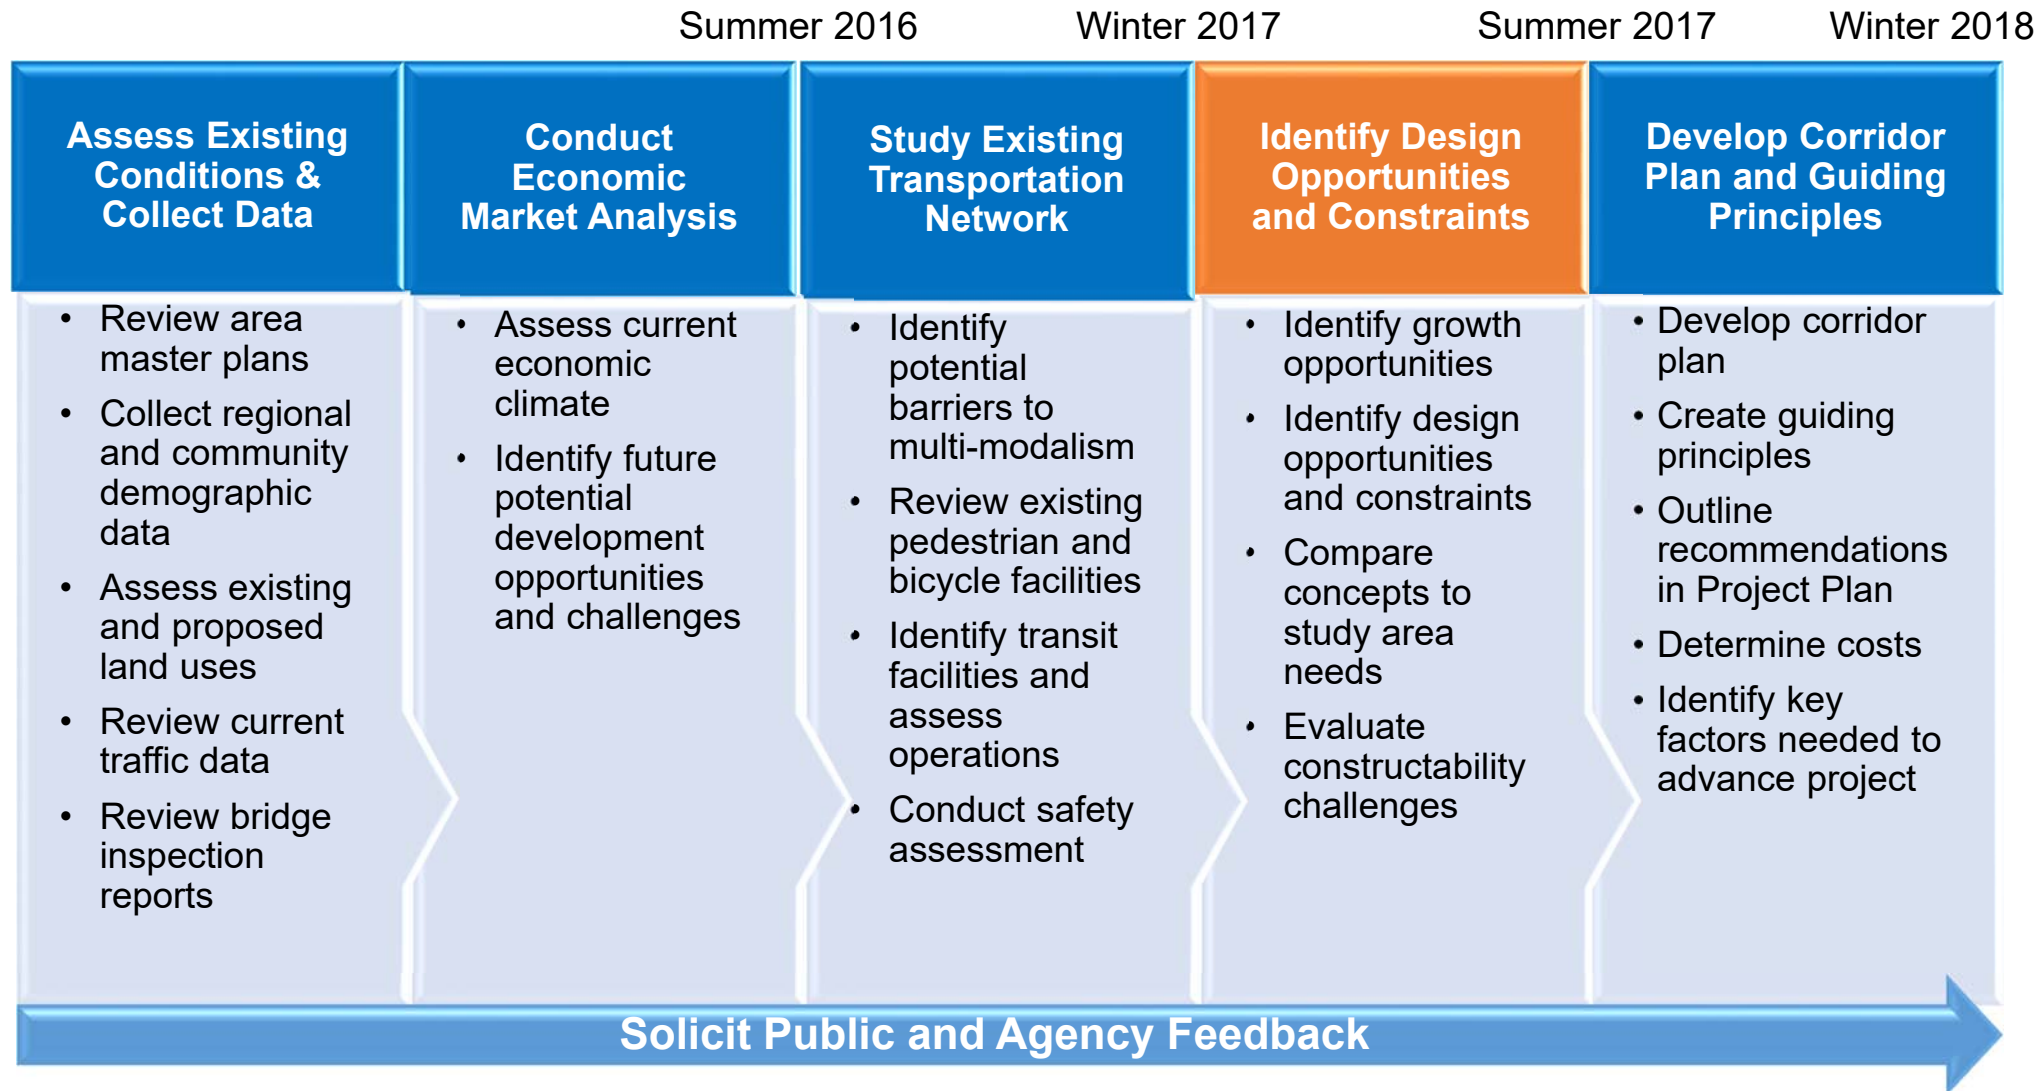 Summer 2016 Winter 2017 Summer 2017 Winter 2018
Assess Existing
Conditions &
Collect Data
Conduct
Economic
Market Analysis
Study Existing
Transportation
Network
Identify Design
Opportunities
and Constraints
Develop Corridor
Plan and Guiding
Principles
• Review area
master plans
• Collect regional
and community
demographic
data
• Assess existing
and proposed
land uses
• Review current
traffic data
• Review bridge
inspection
reports
• Assess current
economic
climate
• Identify future
potential
development
opportunities
and challenges
• Identify
potential
barriers to
multi-modalism
• Review existing
pedestrian and
bicycle facilities
• Identify transit
facilities and
assess
operations
• Conduct safety
assessment
• Identify growth
opportunities
• Identify design
opportunities
and constraints
• Compare
concepts to
study area
needs
• Evaluate
constructability
challenges
• Develop corridor
plan
• Create guiding
principles
• Outline
recommendations
in Project Plan
• Determine costs
• Identify key
factors needed to
advance project
Solicit Public and Agency Feedback